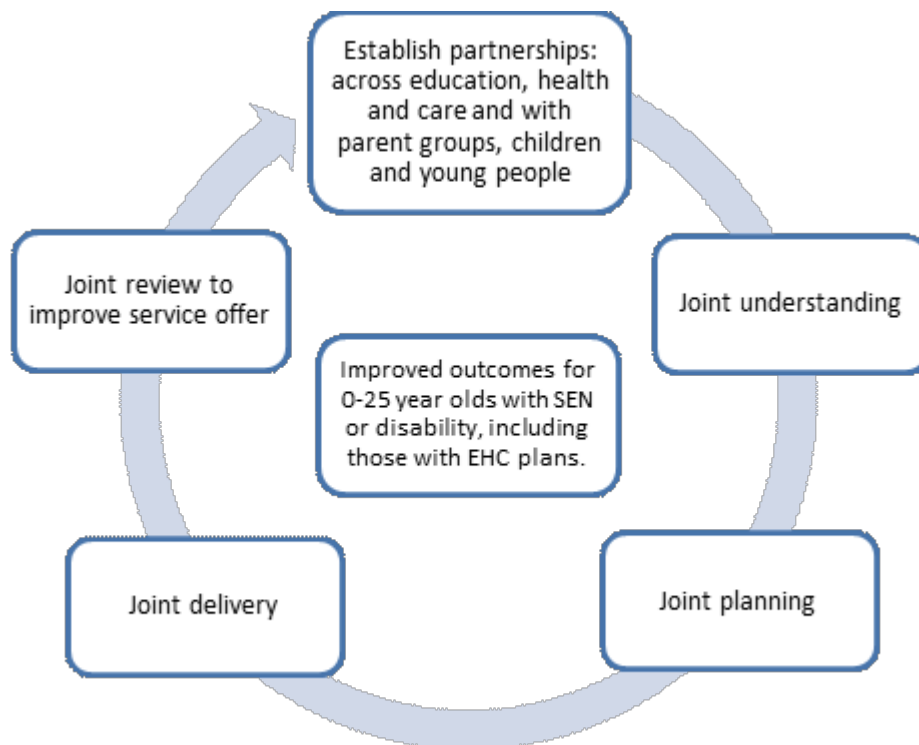 Establish partnerships:
across education, health
and care and with
parent groups, children
and young people
Joint understanding
Joint planning
Joint delivery
Joint review to
improve service offer
Improved outcomes for
0-25 year olds with SEN
or disability, including
those with EHC plans.